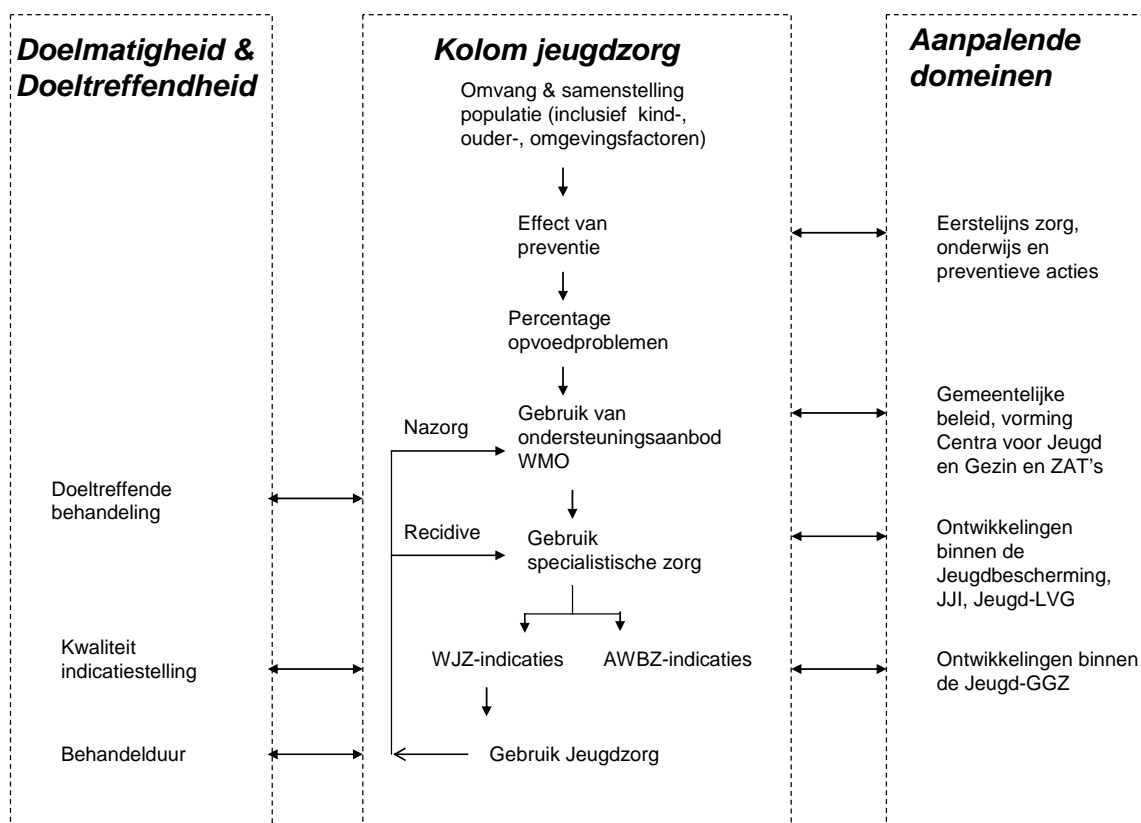 Doelmatigheid &
Doeltreffendheid
Doeltreffende
behandeling
Kwaliteit
indicatiestelling
Behandelduur
Kolom jeugdzorg
Omvang & samenstelling
populatie (inclusief kind-,
ouder-, omgevingsfactoren)
Effect van
preventie
Percentage
opvoedproblemen
Nazorg
Gebruik van
ondersteuningsaanbod
WMO
Recidive
Gebruik
specialistische zorg
WJZ-indicaties
AWBZ-indicaties
Gebruik Jeugdzorg
Aanpalende
domeinen
Eerstelijns zorg,
onderwijs en
preventieve acties
Gemeentelijke
beleid, vorming
Centra voor Jeugd
en Gezin en ZAT's
Ontwikkelingen
binnen de
Jeugdbescherming,
JJI, Jeugd-LVG
Ontwikkelingen binnen
de Jeugd-GGZ